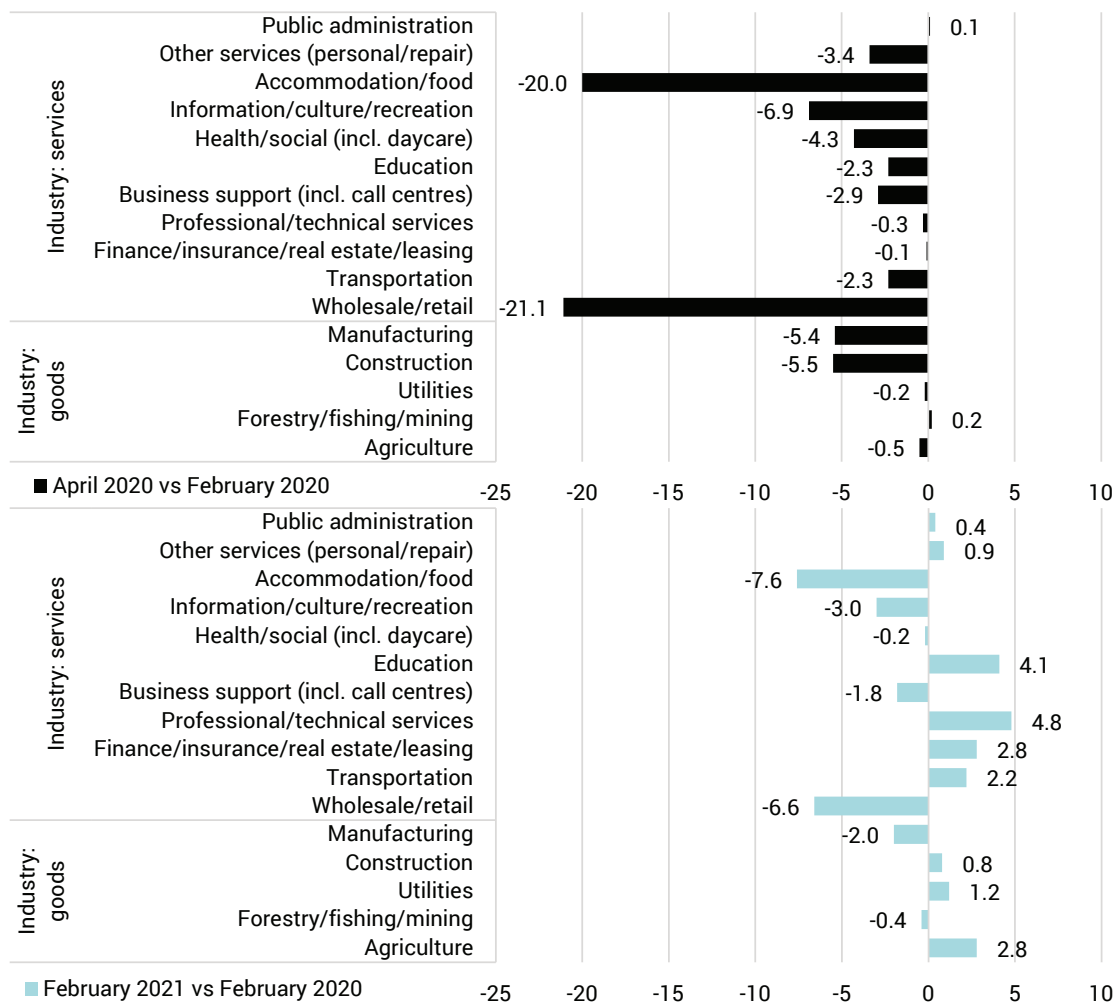 Industry: services
Public administration 0.1
Other services (personal/repair) -3.4
Accommodation/food -20.0
Information/culture/recreation -6.9
Health/social (incl. daycare) -4.3
Education -2.3
Business support (incl. call centres) -2.9
Professional/technical services -0.3
Finance/insurance/real estate/leasing -0.1
Transportation -2.3
Wholesale/retail -21.1
Industry:
goods
Manufacturing -5.4
Construction -5.5
Utilities -0.2
Forestry/fishing/mining 0.2
Agriculture -0.5
April 2020 vs February 2020
-25 -20 -15 -10 -5 0 5 10
Industry: services
Public administration 0.4
Other services (personal/repair) 0.9
Accommodation/food -7.6
Information/culture/recreation -3.0
Health/social (incl. daycare) -0.2
Education 4.1
Business support (incl. call centres) -1.8
Professional/technical services 4.8
Finance/insurance/real estate/leasing 2.8
Transportation 2.2
Wholesale/retail -6.6
Industry:
goods
Manufacturing -2.0
Construction 0.8
Utilities 1.2
Forestry/fishing/mining -0.4
Agriculture 2.8
February 2021 vs February 2020
-25 -20 -15 -10 -5 0 5 10